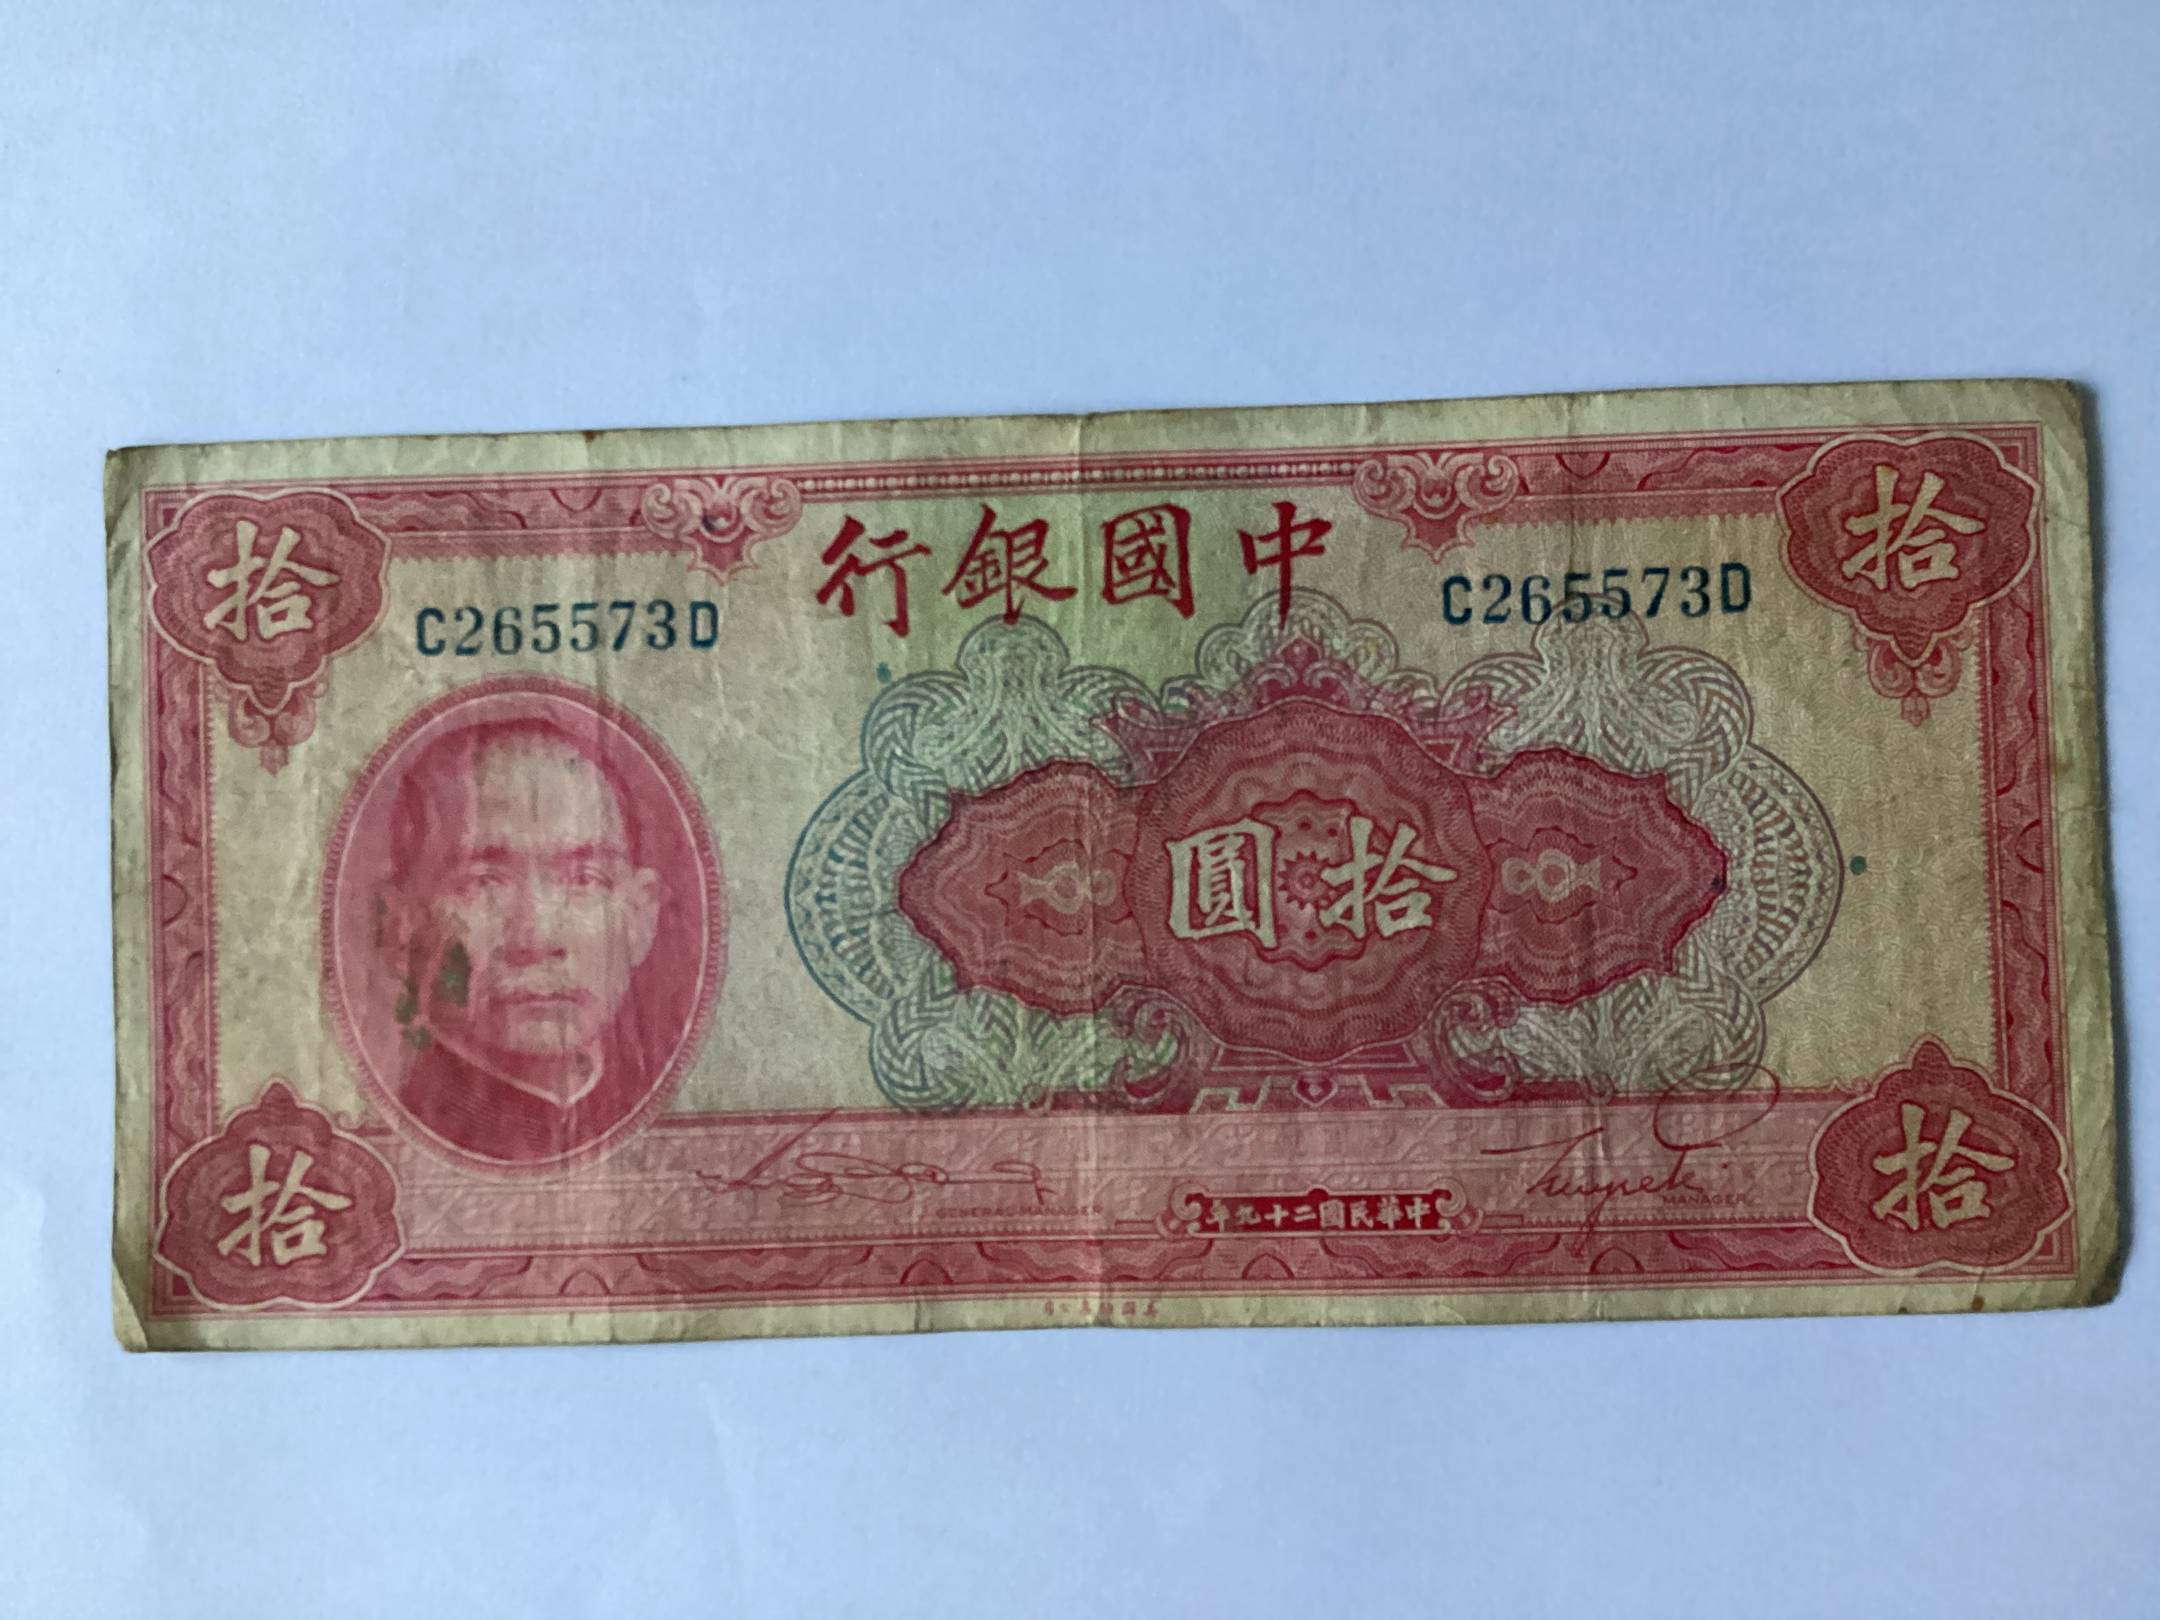 中國銀行
拾
拾
C265573D
C265573D
拾圓
GENERAL MANAGER
中華民國二十九年
MANAGER
拾
拾